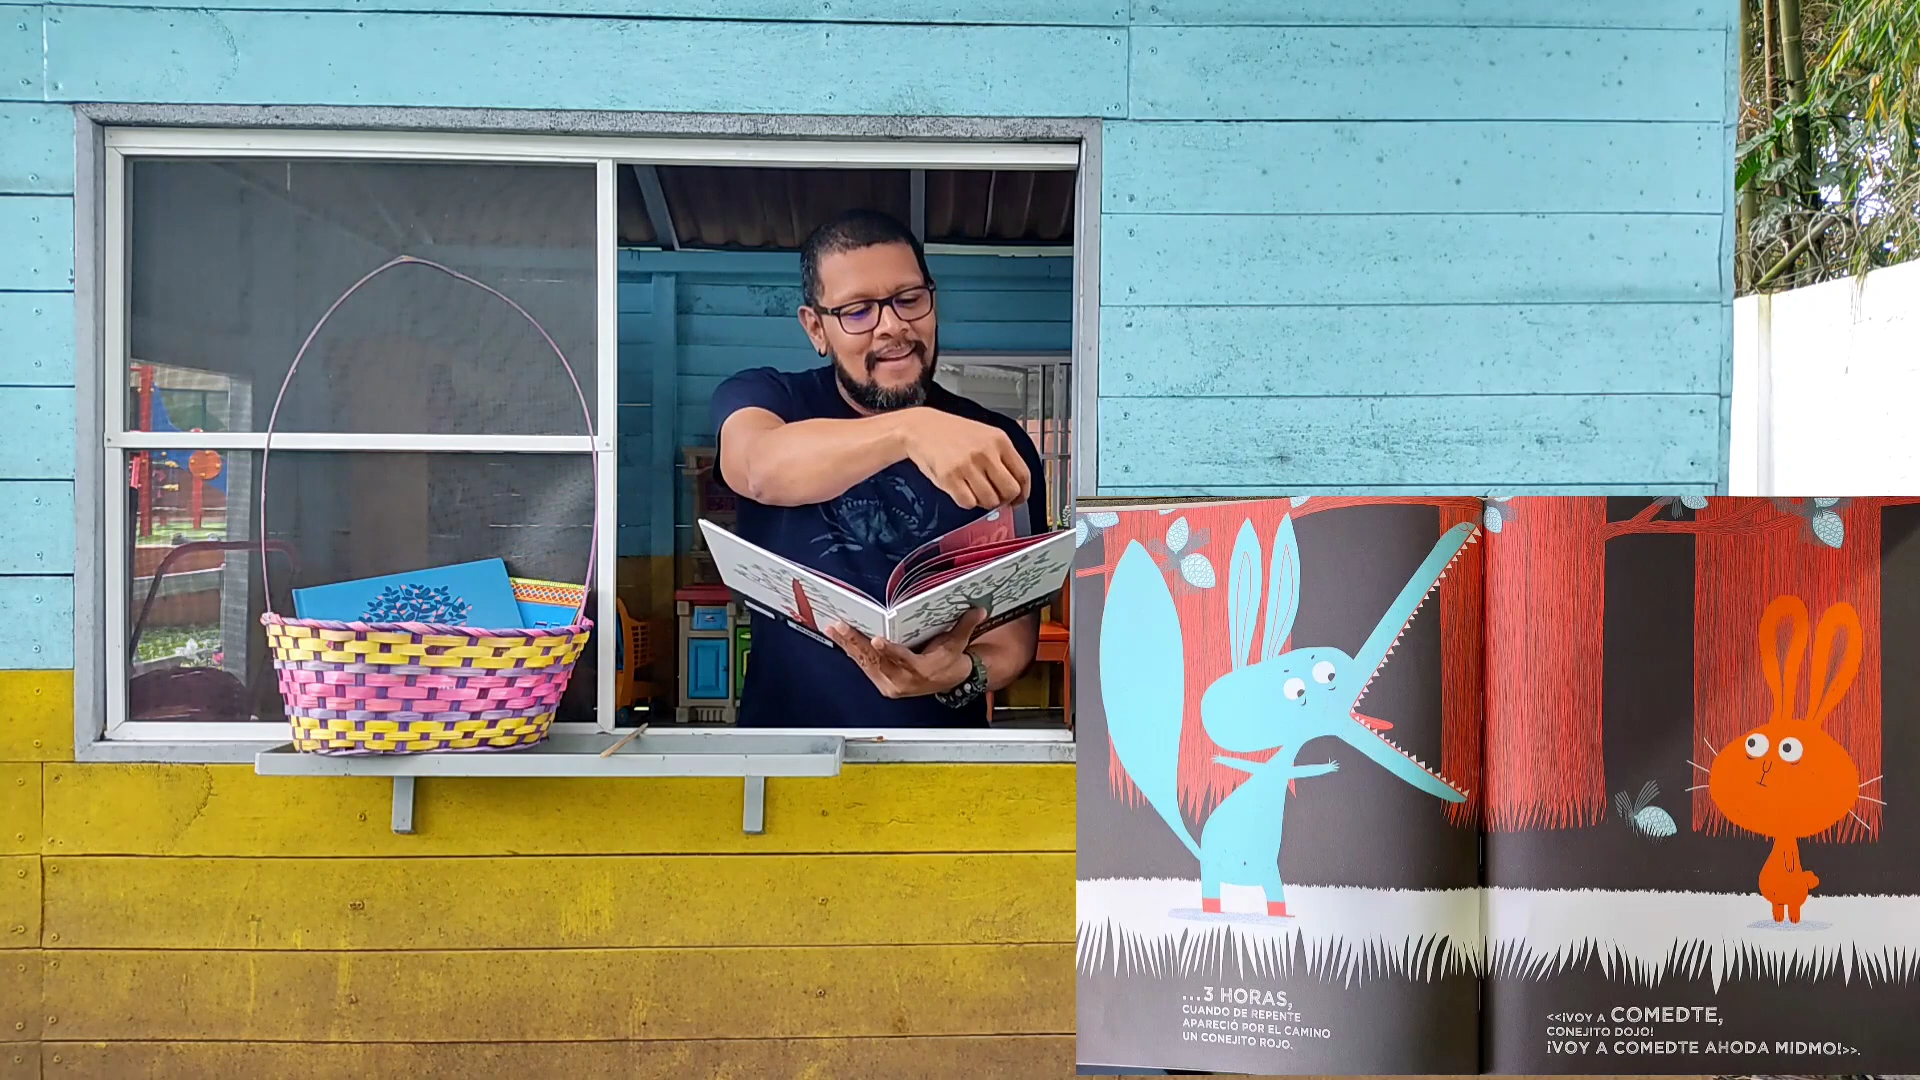 ...3 HORAS,
CUANDO DE REPENTE
APARECIÓ POR EL CAMINO
UN CONEJITO ROJO.
<<¡VOY A COMEDTE,
CONEJITO DOJO!
¡VOY A COMEDTE AHODA MIDMO!>>.